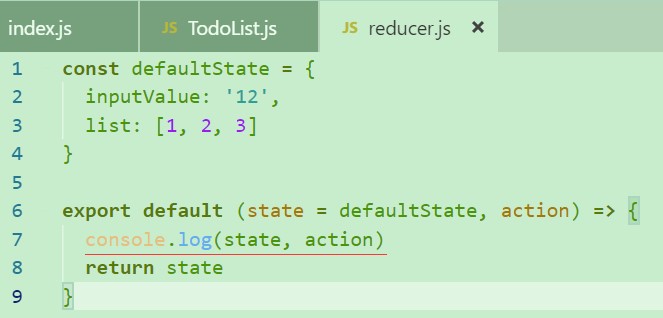 index.js JS TodoList.js JS reducer.js ×
1 const defaultState = {
2   inputValue: '12',
3   list: [1, 2, 3]
4 }
5
6 export default (state = defaultState, action) => {
7   console.log(state, action)
8   return state
9 }